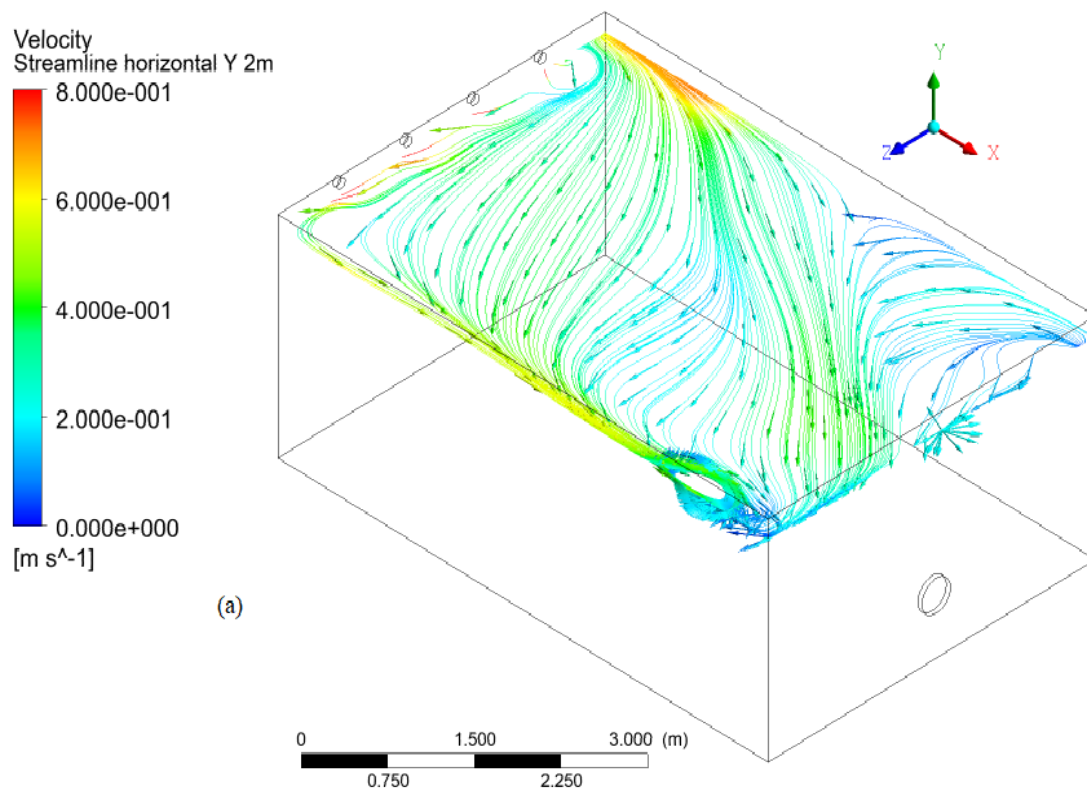 Velocity
Streamline horizontal Y 2m
8.000e-001
6.000e-001
4.000e-001
2.000e-001
0.000e+000
[m s^-1]
Y
Z
X
(a)
0
1.500
3.000 (m)
0.750
2.250